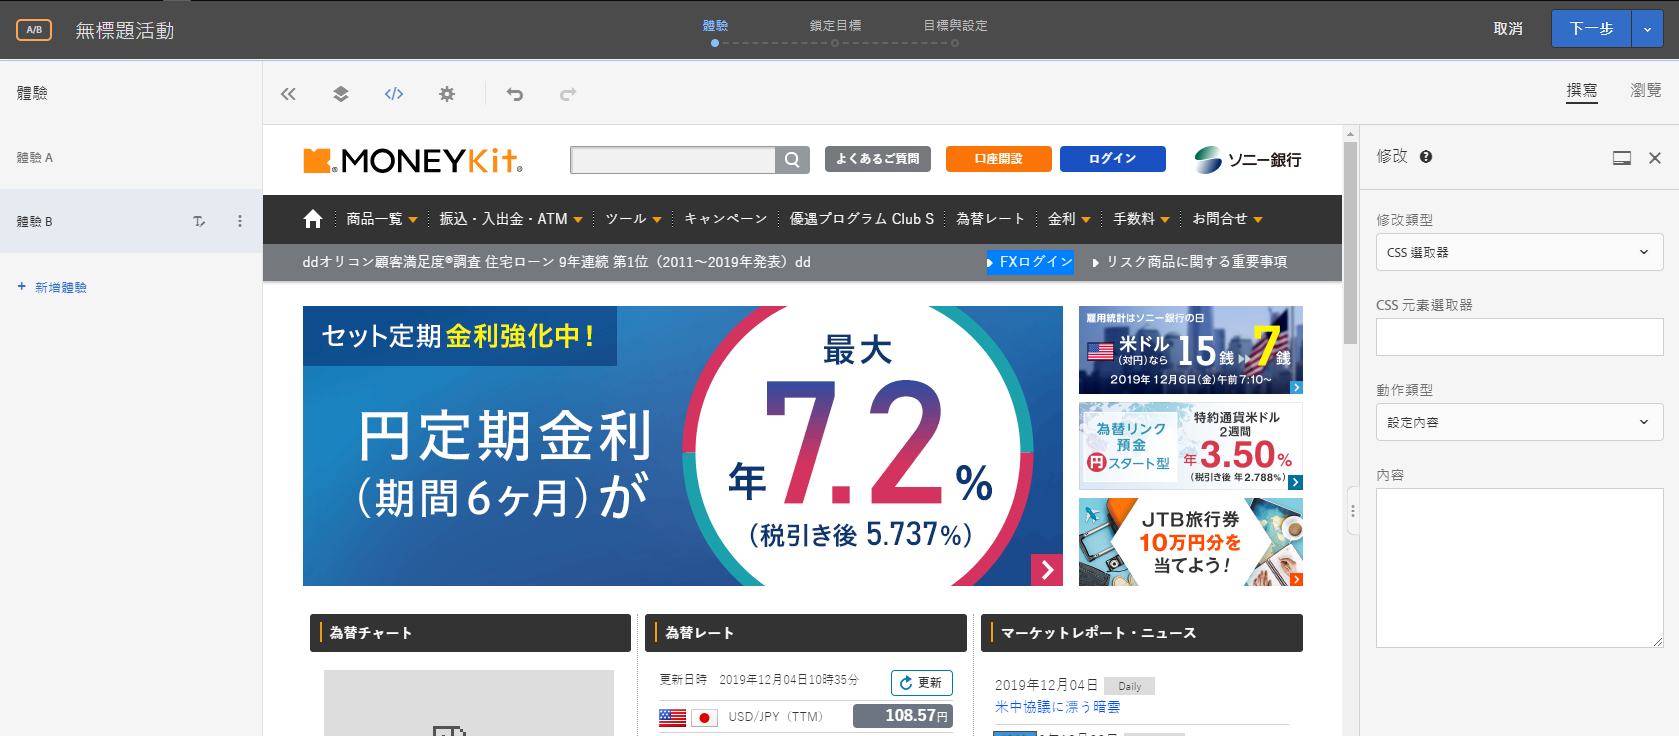 A/B
無標題活動
體驗
鎖定目標
目標與設定
取消
下一步
體驗
體驗 A
體驗 B
+ 新增體驗
撰寫
瀏覽
MONEYKit
よくあるご質問
口座開設
ログイン
ソニー銀行
商品一覧
振込・入出金・ATM
ツール
キャンペーン
優遇プログラム Club S
為替レート
金利
手数料
お問合せ
ddオリコン顧客満足度®調査 住宅ローン 9年連続 第1位（2011～2019年発表）dd
FXログイン
リスク商品に関する重要事項
セット定期 金利強化中！
円定期金利
（期間6ヶ月）が
最大
年7.2%
（税引き後 5.737%）
雇用統計はソニー銀行の日
米ドル
（対円）なら
15銭
7銭
2019年12月6日(金)午前7:10～
為替リンク
預金
円スタート型
特約通貨米ドル
2週間
年3.50%
（税引き後 年2.788%）
JTB旅行券
10万円分を
当てよう！
為替チャート
為替レート
更新日時 2019年12月04日10時35分
更新
USD/JPY（TTM）
108.57円
マーケットレポート・ニュース
2019年12月04日
Daily
米中協議に漂う暗雲
修改
修改類型
CSS 選取器
CSS 元素選取器
動作類型
設定內容
內容